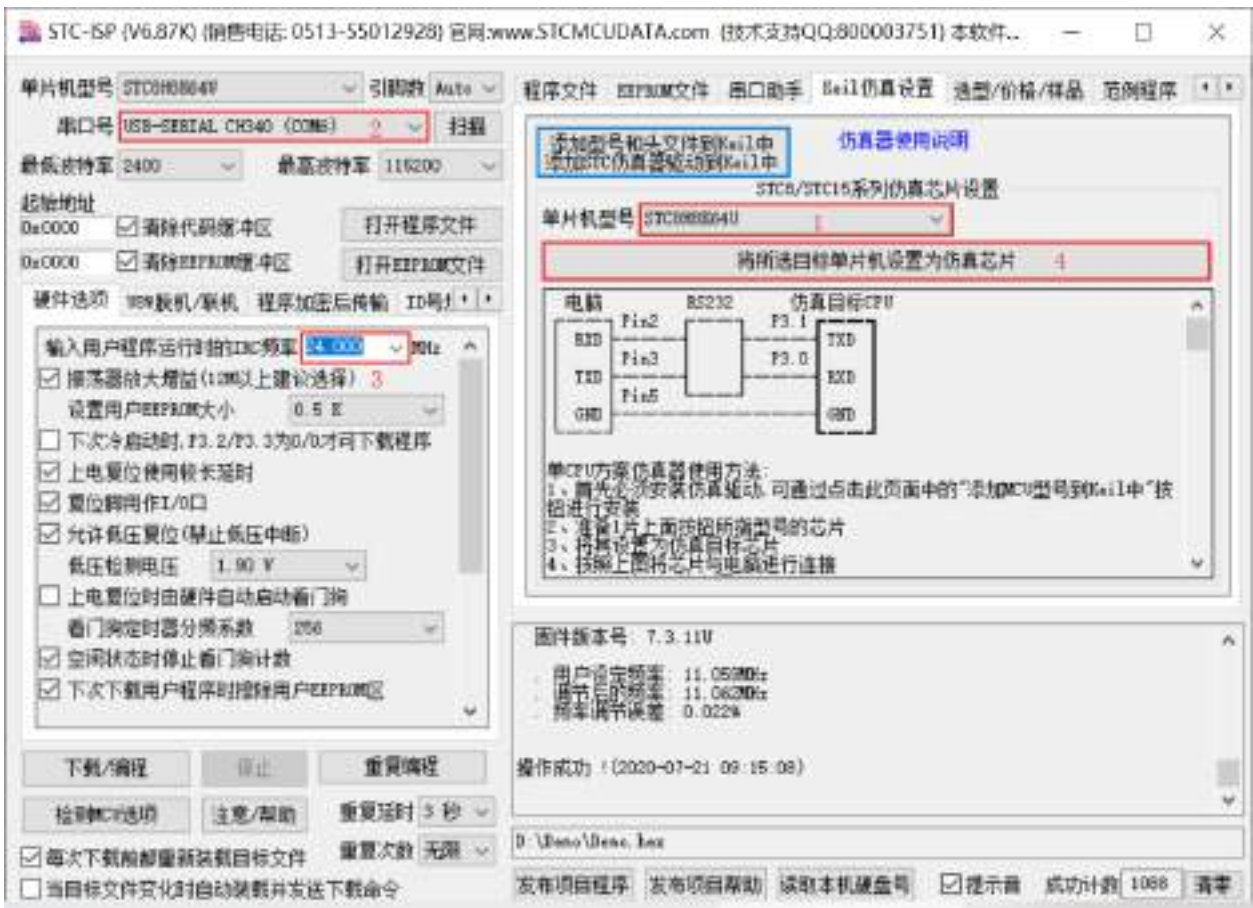 STC-ISP (V6.87K) (销售电话: 0513-55012928) 官网:www.STCMCUDATA.com (技术支持QQ:800003751) 本软件...
单片机型号 STC8H8K64U 引脚数 Auto
串口号 USB-SERIAL CH340 (COM6) 2 扫描
最低波特率 2400 最高波特率 115200
起始地址
0x0000 清除代码缓冲区 打开程序文件
0x0000 清除EEPROM缓冲区 打开EEPROM文件
硬件选项 U8W脱机/联机 程序加密后传输 ID号
输入用户程序运行时的IRC频率 24.000 MHz
振荡器放大增益(12M以上建议选择) 3
设置用户EEPROM大小 0.5 K
下次冷启动时,P3.2/P3.3为0/0才可下载程序
上电复位使用较长延时
复位脚用作I/O口
允许低压复位(禁止低压中断)
低压检测电压 1.90 V
上电复位时由硬件自动启动看门狗
看门狗定时器分频系数 256
空闲状态时停止看门狗计数
下次下载用户程序时擦除用户EEPROM区
下载/编程 停止 重复编程
检测MCU选项 注意/帮助 重复延时 3 秒
每次下载前都重新装载目标文件 重复次数 无限
当目标文件变化时自动装载并发送下载命令
程序文件 EEPROM文件 串口助手 Keil仿真设置 选型/价格/样品 范例程序
添加型号和头文件到Keil中
添加STC仿真器驱动到Keil中
仿真器使用说明
STC8/STC15系列仿真芯片设置
单片机型号 STC8H8K64U 1
将所选目标单片机设置为仿真芯片 4
电脑 RS232 仿真目标CPU
RXD Pin2 P3.1 TXD
TXD Pin3 P3.0 RXD
GND Pin5 GND
单CPU方案仿真器使用方法:
1、首先必须安装仿真驱动,可通过点击此页面中的"添加MCU型号到Keil中"按
钮进行安装
2、准备1片上面按钮所指型号的芯片
3、将其设置为仿真目标芯片
4、按照上图将芯片与电脑进行连接
固件版本号: 7.3.11U
. 用户设定频率: 11.059MHz
. 调节后的频率: 11.062MHz
. 频率调节误差: 0.022%
操作成功 !(2020-07-21 09:15:08)
D:\Demo\Demo.hex
发布项目程序 发布项目帮助 读取本机硬盘号 提示音 成功计数 1088 清零